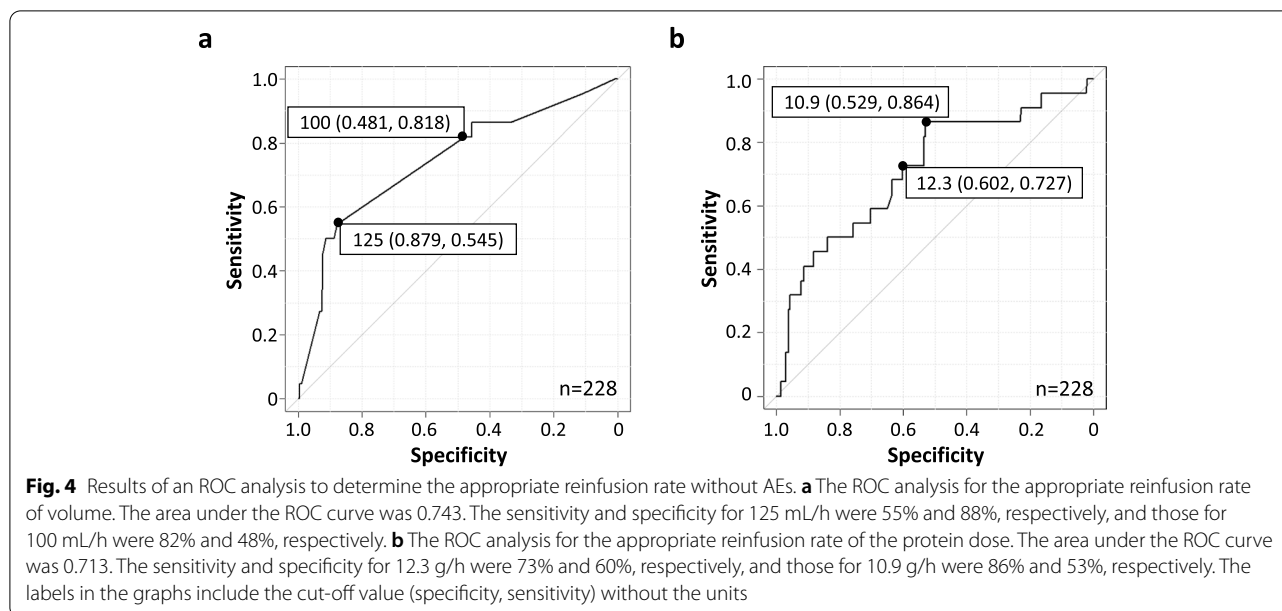 a
b
1.0
0.8
0.6
0.4
0.2
0
Sensitivity
100 (0.481, 0.818)
125 (0.879, 0.545)
n=228
1.0 0.8 0.6 0.4 0.2 0
Specificity
1.0
0.8
0.6
0.4
0.2
0
Sensitivity
10.9 (0.529, 0.864)
12.3 (0.602, 0.727)
n=228
1.0 0.8 0.6 0.4 0.2 0
Specificity
Fig. 4 Results of an ROC analysis to determine the appropriate reinfusion rate without AEs. a The ROC analysis for the appropriate reinfusion rate
of volume. The area under the ROC curve was 0.743. The sensitivity and specificity for 125 mL/h were 55% and 88%, respectively, and those for
100 mL/h were 82% and 48%, respectively. b The ROC analysis for the appropriate reinfusion rate of the protein dose. The area under the ROC curve
was 0.713. The sensitivity and specificity for 12.3 g/h were 73% and 60%, respectively, and those for 10.9 g/h were 86% and 53%, respectively. The
labels in the graphs include the cut-off value (specificity, sensitivity) without the units